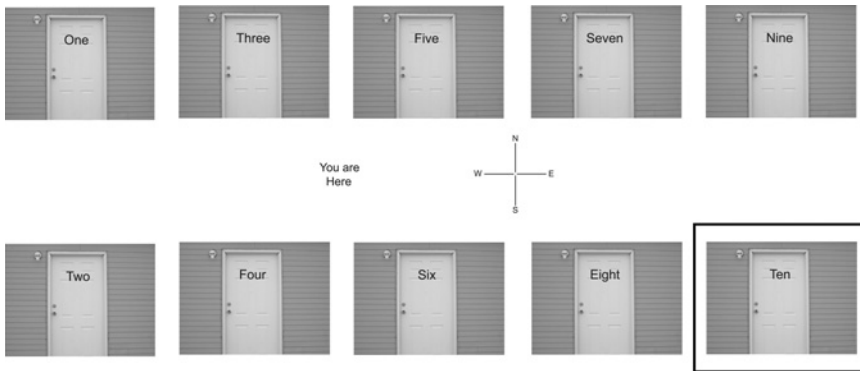 One
Three
Five
Seven
Nine
You are
Here
N
W
E
S
Two
Four
Six
Eight
Ten